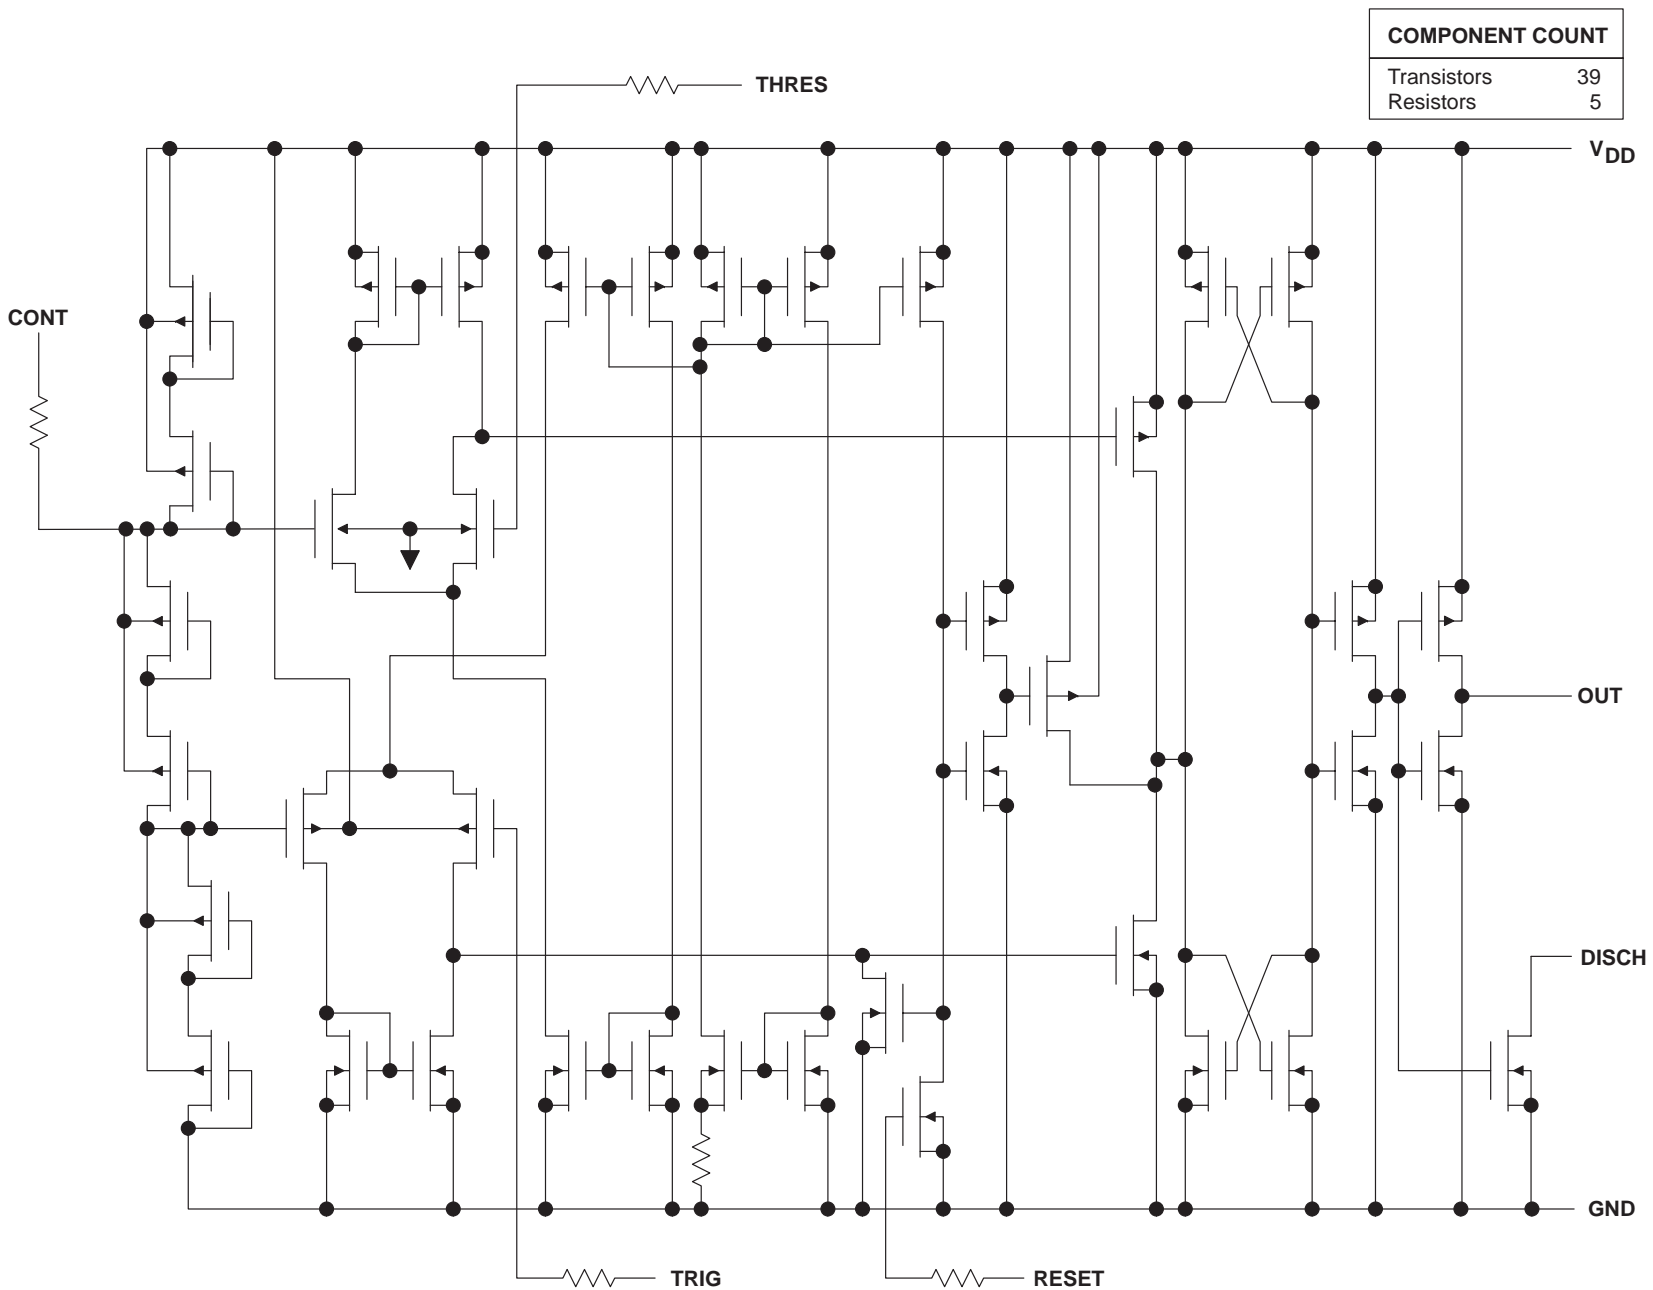 COMPONENT COUNT
Transistors 39
Resistors 5
THRES
VDD
CONT
OUT
DISCH
GND
TRIG
RESET